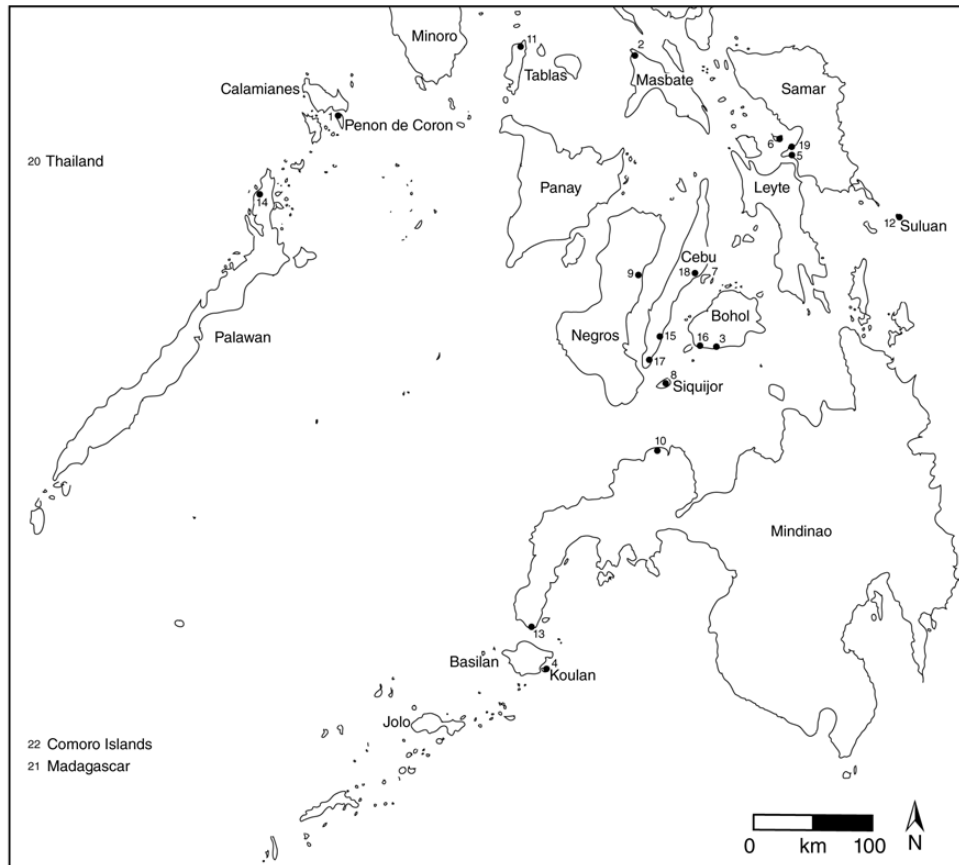 Minoro
11
2
Tablas
Masbate
Calamianes
Samar
1
Penon de Coron
6
19
5
20 Thailand
Panay
Leyte
14
12 Suluan
Cebu
9
18
7
Bohol
Palawan
Negros
15
16
3
17
8
Siquijor
10
Mindinao
13
Basilan
4
Koulan
Jolo
22 Comoro Islands
21 Madagascar
0 km 100
N